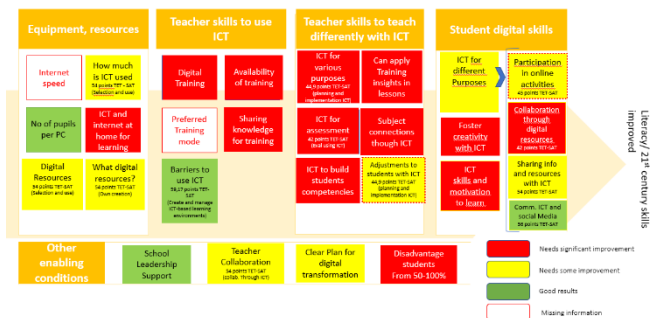 Equipment, resources
Teacher skills to use
ICT
Teacher skills to teach
differently with ICT
Student digital skills
Internet
speed
How much
is ICT used
54 points TET-SAT
(Selection and use)
No of pupils
per PC
ICT and
internet at
home for
learning
Digital
Resources
54 points TET-SAT
(Selection and use)
What digital
resources?
54 points TET-SAT
(Own creation)
Digital
Training
Availability
of training
Preferred
Training
mode
Sharing
knowledge
for training
Barriers to
use ICT
58,17 points TET-
SAT
(Create and manage
ICT-based learning
environments)
ICT for
various
purposes
44,9 points TET-SAT
(planning and
implementation ICT)
Can apply
Training
insights in
lessons
ICT for
assessment
42 points TET-SAT
Subject
connections
though ICT
ICT to build
students
competencies
Adjustments to
students with ICT
44,9 points TET-SAT
(planning and
implementation ICT)
ICT for
different
Purposes
Participation
in online
activities
43 points TET-SAT
Foster
creativity
with ICT
Collaboration
through
digital
resources
42 points TET-SAT
ICT
skills and
motivation
to learn
Sharing info
and resources
with ICT
54 points TET-SAT
Comm. ICT
and social Media
56 points TET-SAT
Literacy/ 21st century skills
improved
Other
enabling
conditions
School
Leadership
Support
Teacher
Collaboration
54 points TET-SAT
(collab. Through ICT)
Clear Plan for
digital
transformation
Disadvantage
students
From 50-100%
Needs significant improvement
Needs some improvement
Good results
Missing information